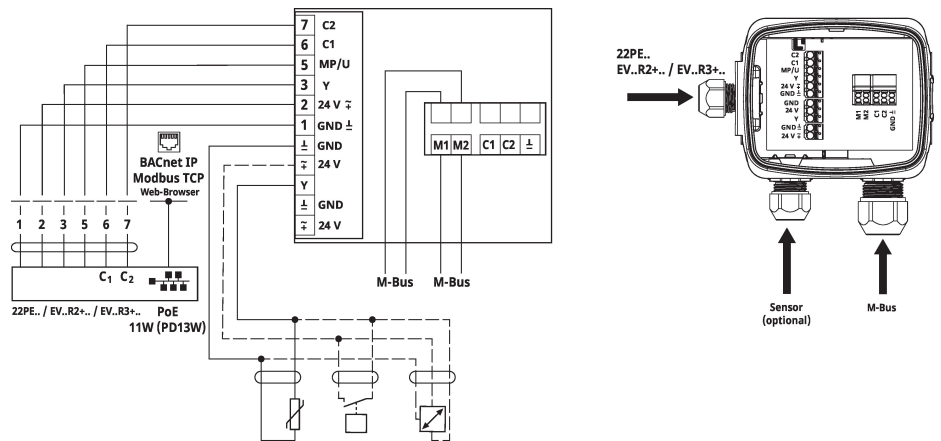 7 C2
6 C1
5 MP/U
3 Y
2 24 V ⩱
1 GND ⏊
⏊ GND
⩱ 24 V
Y
⏊ GND
⩱ 24 V
M1 M2 C1 C2 ⏊
M-Bus M-Bus
BACnet IP
Modbus TCP
Web-Browser
1 2 3 5 6 7
C1 C2
22PE.. / EV..R2+.. / EV..R3+..
PoE
11W (PD13W)
22PE..
EV..R2+.. / EV..R3+..
C2
C1
MP/U
Y
24 V ⩱
GND ⏊
GND
24 V
Y
GND ⏊
24 V ⩱
M1
M2
C1
C2
GND ⏊
Sensor
(optional)
M-Bus